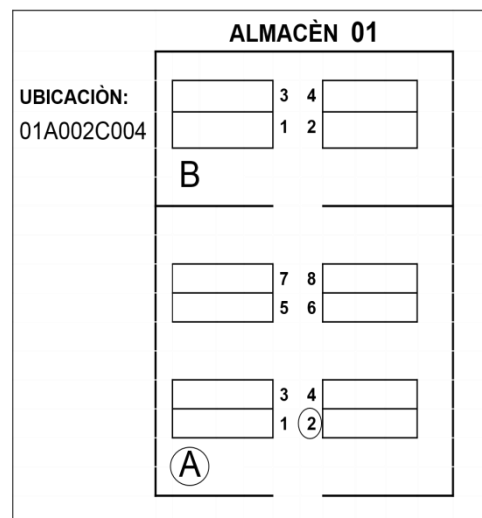 ALMACÈN 01
UBICACIÒN:
01A002C004
3 4
1 2
B
7 8
5 6
3 4
1 2
A